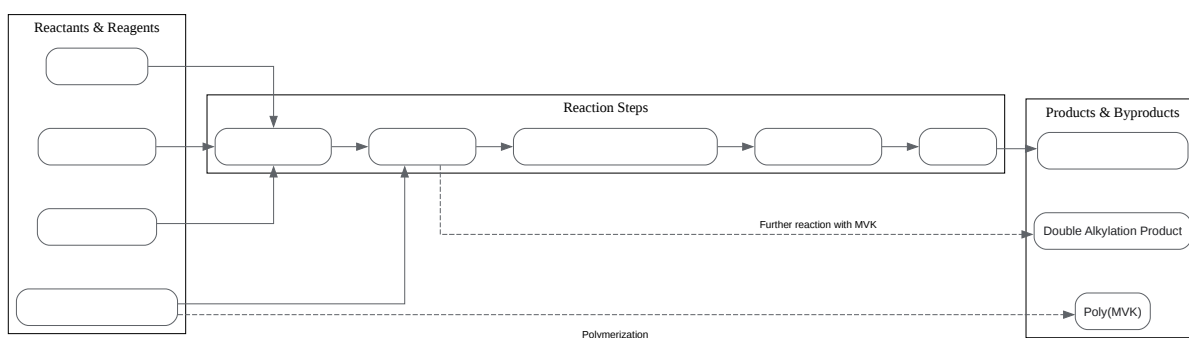 Reactants & Reagents
Reaction Steps
Products & Byproducts
Further reaction with MVK
Double Alkylation Product
Poly(MVK)
Polymerization